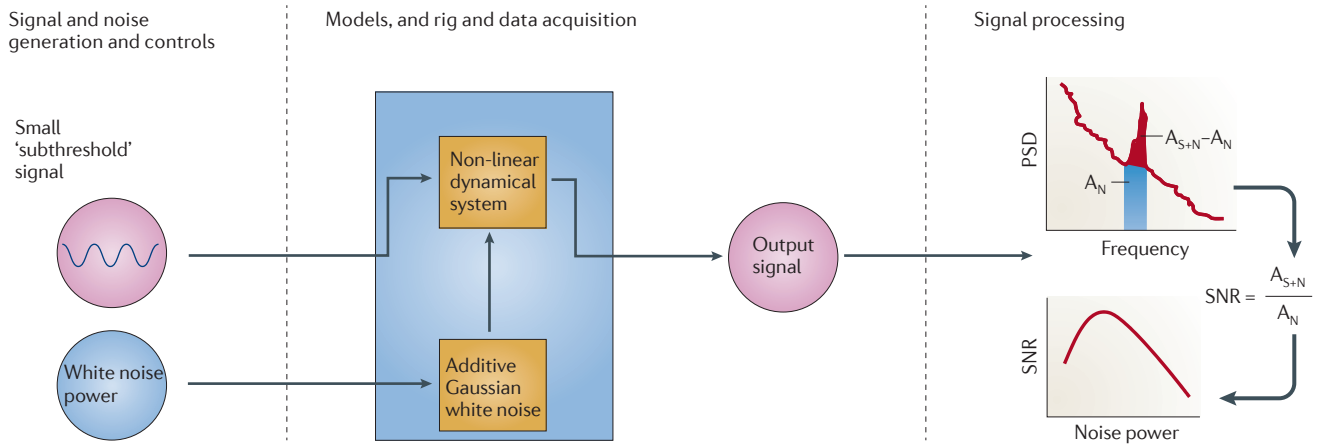 Signal and noise
generation and controls
Models, and rig and data acquisition
Signal processing
Small
‘subthreshold’
signal
White noise
power
Non-linear
dynamical
system
Additive
Gaussian
white noise
Output
signal
PSD
A_S+N–A_N
A_N
Frequency
SNR = A_S+N
A_N
SNR
Noise power